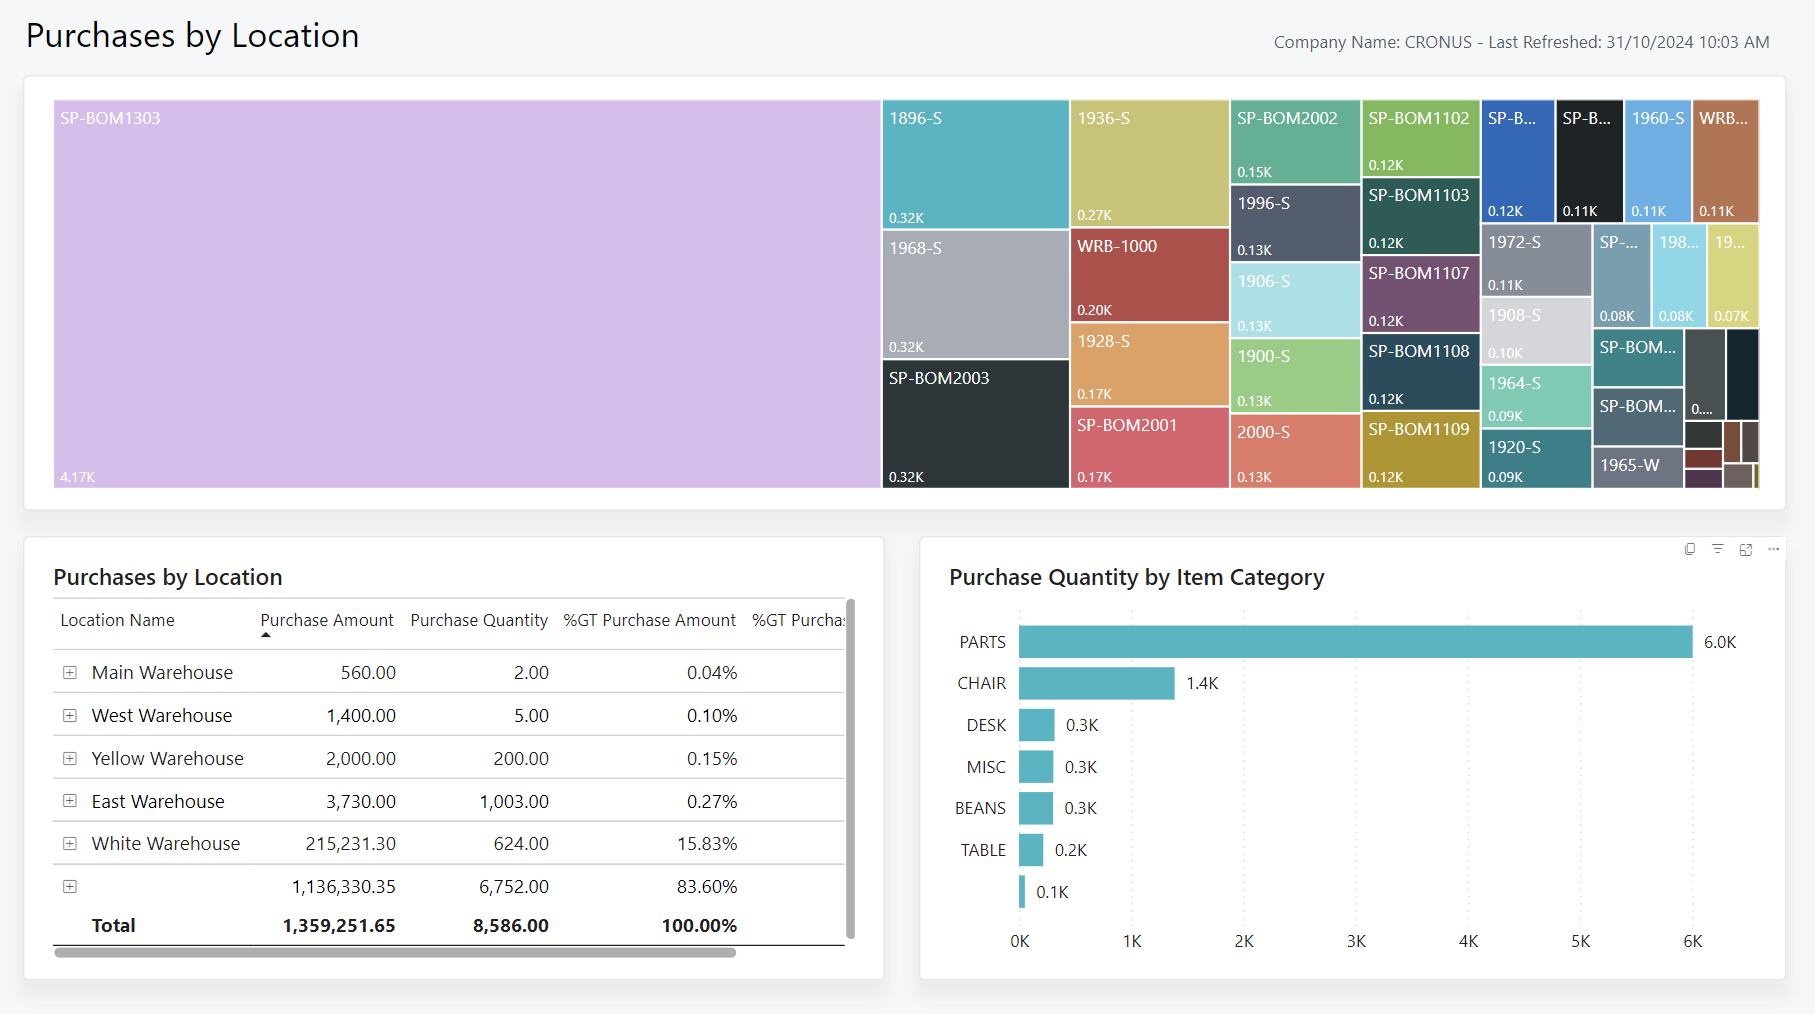 Purchases by Location
Company Name: CRONUS - Last Refreshed: 31/10/2024 10:03 AM
SP-BOM1303
4.17K
1896-S
0.32K
1968-S
0.32K
SP-BOM2003
0.32K
1936-S
0.27K
WRB-1000
0.20K
1928-S
0.17K
SP-BOM2001
0.17K
SP-BOM2002
0.15K
1996-S
0.13K
1906-S
0.13K
1900-S
0.13K
2000-S
0.13K
SP-BOM1102
0.12K
SP-BOM1103
0.12K
SP-BOM1107
0.12K
SP-BOM1108
0.12K
SP-BOM1109
0.12K
SP-B...
0.12K
SP-B...
0.11K
1960-S
0.11K
WRB...
0.11K
1972-S
0.11K
1908-S
0.10K
1964-S
0.09K
1920-S
0.09K
SP-...
0.08K
198...
0.08K
19...
0.07K
SP-BOM...
SP-BOM...
1965-W
0....
Purchases by Location
Location Name Purchase Amount Purchase Quantity %GT Purchase Amount %GT Purcha
Main Warehouse 560.00 2.00 0.04%
West Warehouse 1,400.00 5.00 0.10%
Yellow Warehouse 2,000.00 200.00 0.15%
East Warehouse 3,730.00 1,003.00 0.27%
White Warehouse 215,231.30 624.00 15.83%
1,136,330.35 6,752.00 83.60%
Total 1,359,251.65 8,586.00 100.00%
Purchase Quantity by Item Category
PARTS 6.0K
CHAIR 1.4K
DESK 0.3K
MISC 0.3K
BEANS 0.3K
TABLE 0.2K
0.1K
0K 1K 2K 3K 4K 5K 6K